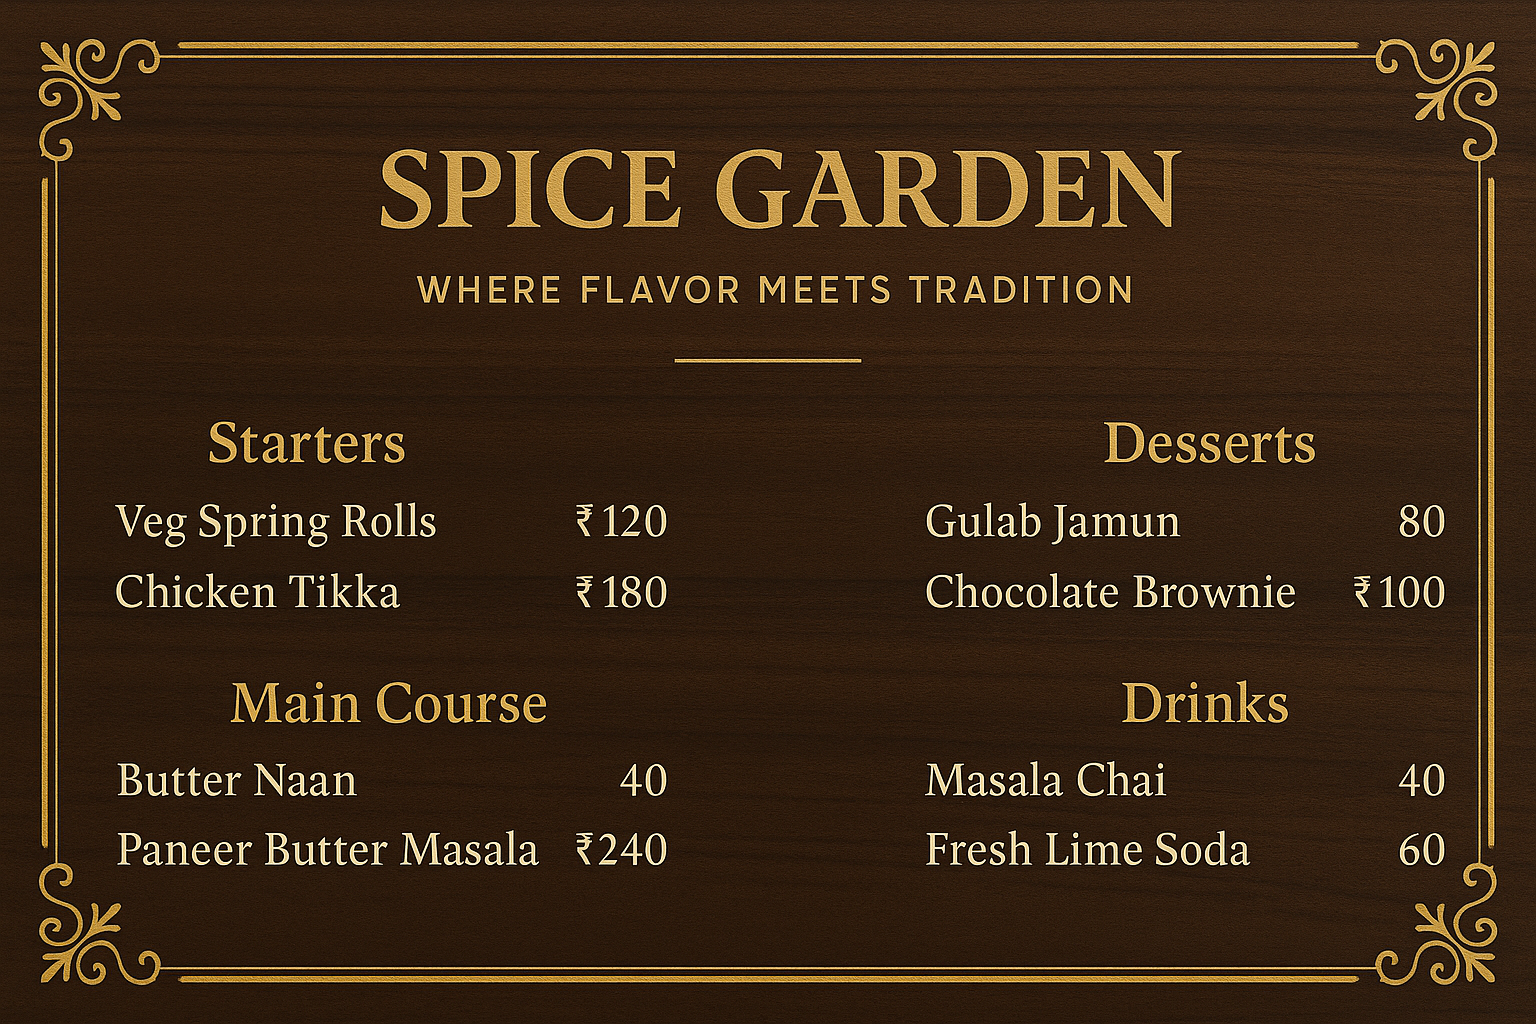 SPICE GARDEN
WHERE FLAVOR MEETS TRADITION
Starters
Veg Spring Rolls ₹120
Chicken Tikka ₹180
Main Course
Butter Naan 40
Paneer Butter Masala ₹240
Desserts
Gulab Jamun 80
Chocolate Brownie ₹100
Drinks
Masala Chai 40
Fresh Lime Soda 60